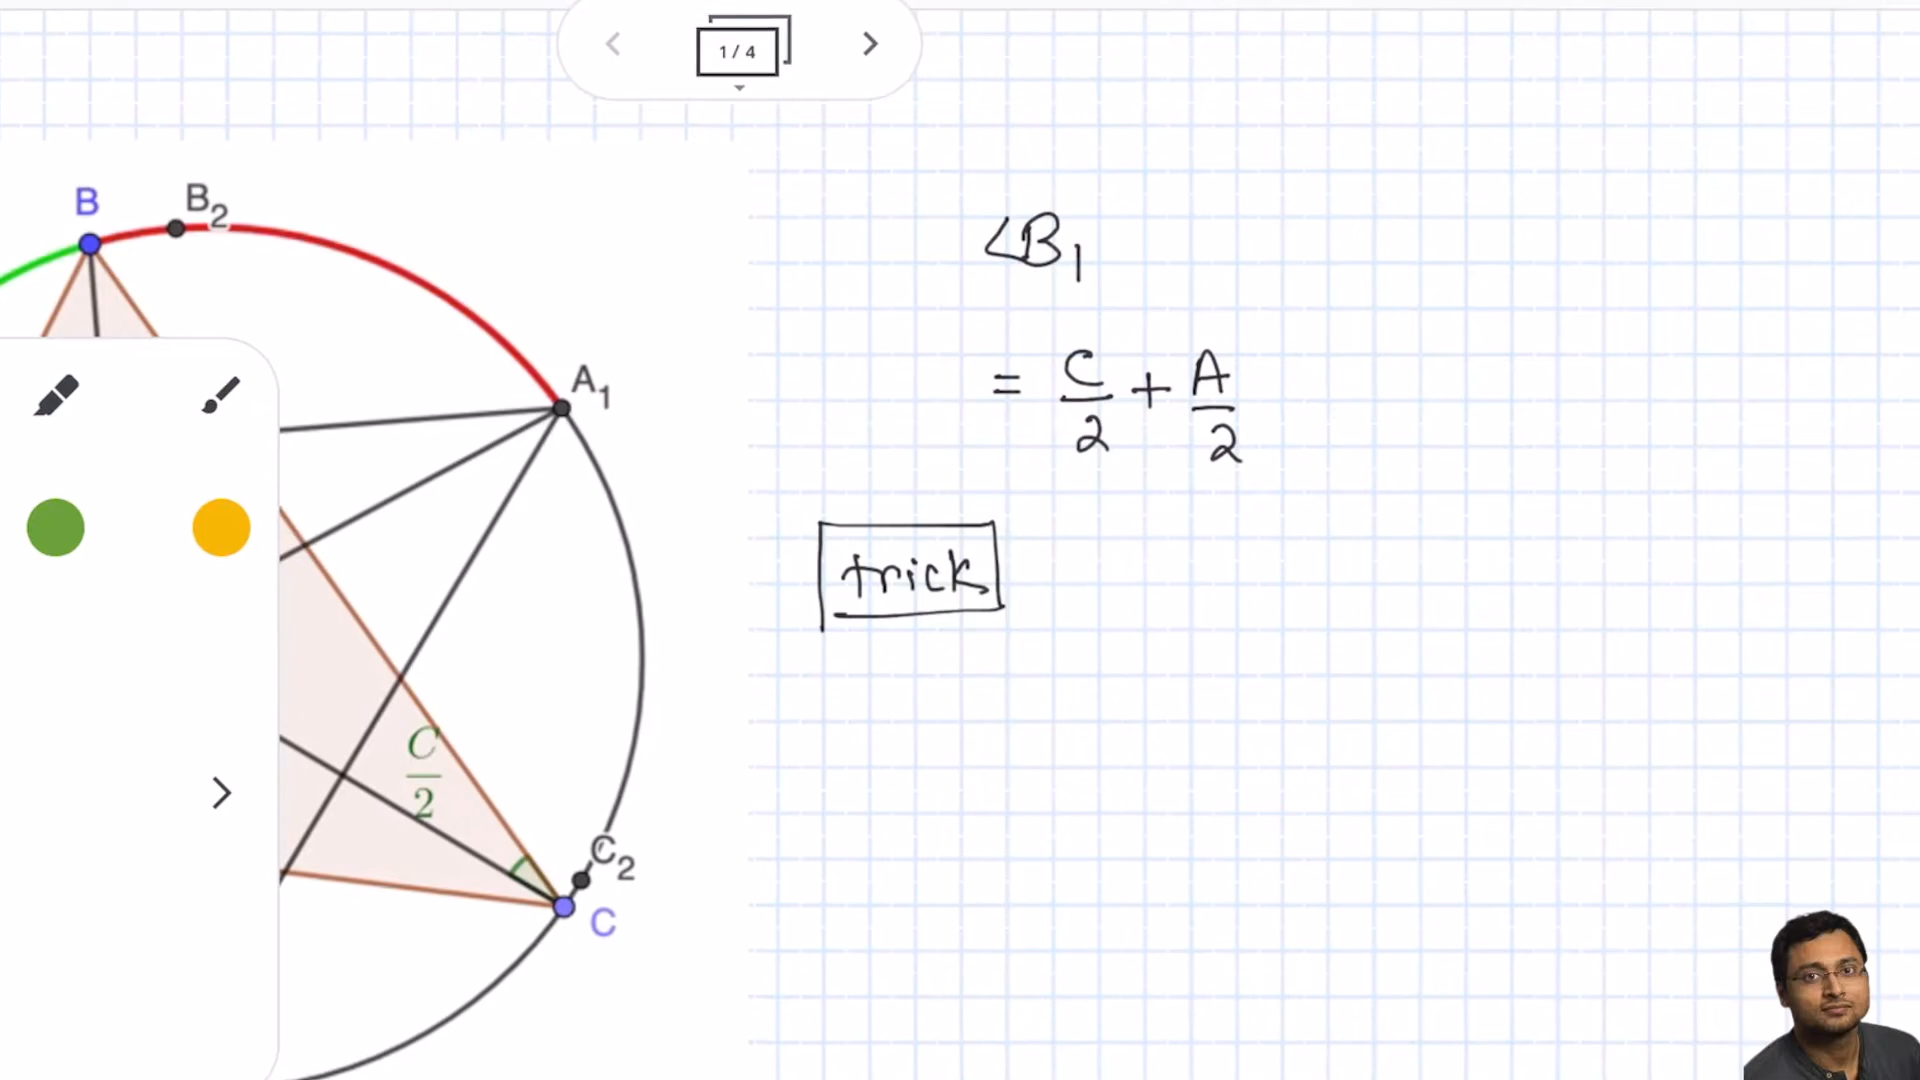 1 / 4
B
B₂
A₁
C/2
C₂
C
∠B₁
= C/2 + A/2
trick